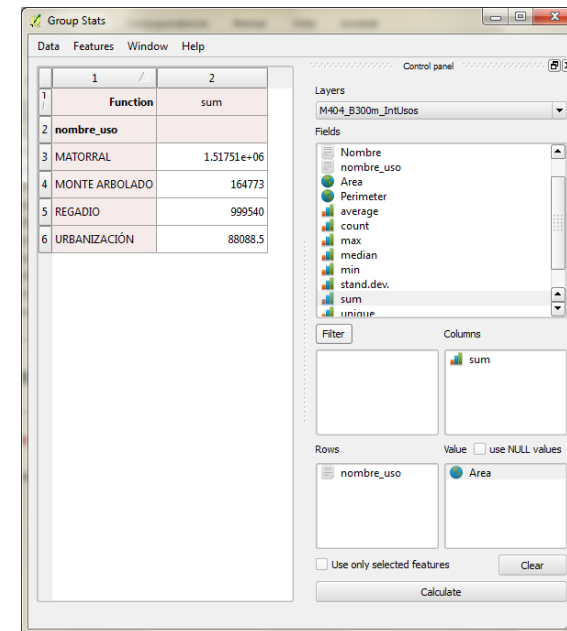 Group Stats
Data Features Window Help
Control panel
1 / 2
1 Function sum
2 nombre_uso
3 MATORRAL 1.51751e+06
4 MONTE ARBOLADO 164773
5 REGADIO 999540
6 URBANIZACIÓN 88088.5
Layers
M404_B300m_IntUsos
Fields
Nombre
nombre_uso
Area
Perimeter
average
count
max
median
min
stand.dev.
sum
unique
Filter
Columns
sum
Rows
Value use NULL values
nombre_uso
Area
Use only selected features
Clear
Calculate